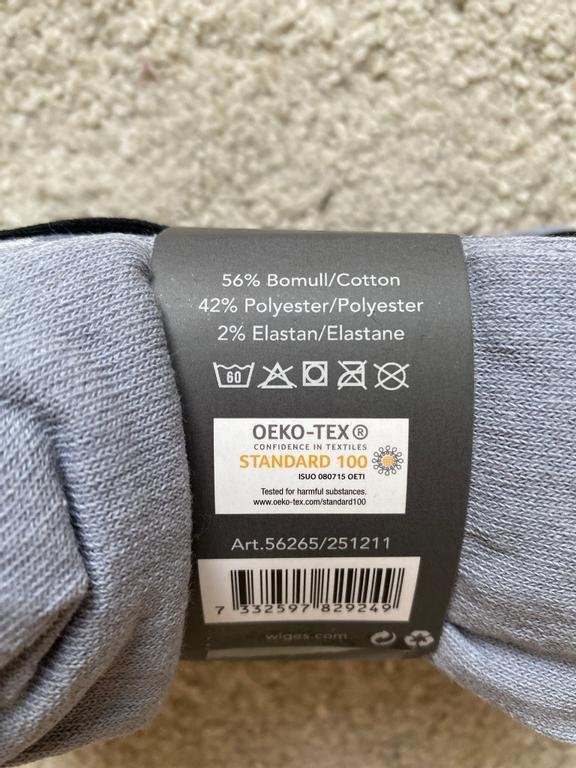 56% Bomull/Cotton
42% Polyester/Polyester
2% Elastan/Elastane
60
OEKO-TEX®
CONFIDENCE IN TEXTILES
STANDARD 100
ISUO 080715 OETI
Tested for harmful substances.
www.oeko-tex.com/standard100
Art.56265/251211
7 332597 829249
wiges.com